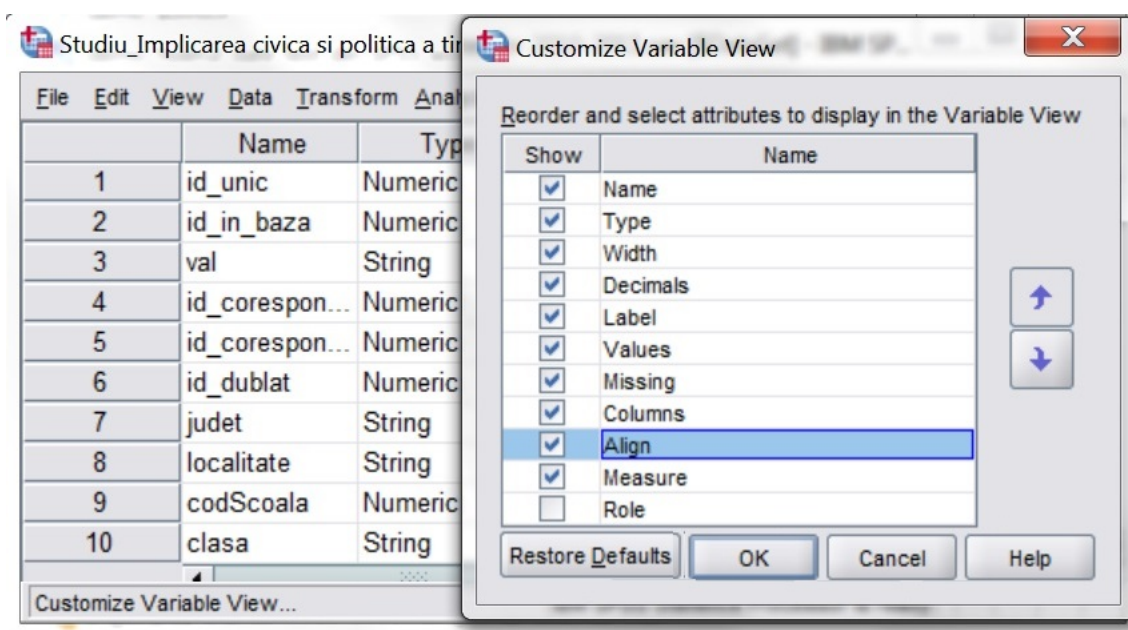 Studiu_Implicarea civica si politica a tir
File Edit View Data Transform Anal
Name Typ
1 id_unic Numeric
2 id_in_baza Numeric
3 val String
4 id_corespon... Numeric
5 id_corespon... Numeric
6 id_dublat Numeric
7 judet String
8 localitate String
9 codScoala Numeric
10 clasa String
Customize Variable View...
Customize Variable View
Reorder and select attributes to display in the Variable View
Show Name
Name
Type
Width
Decimals
Label
Values
Missing
Columns
Align
Measure
Role
Restore Defaults OK Cancel Help